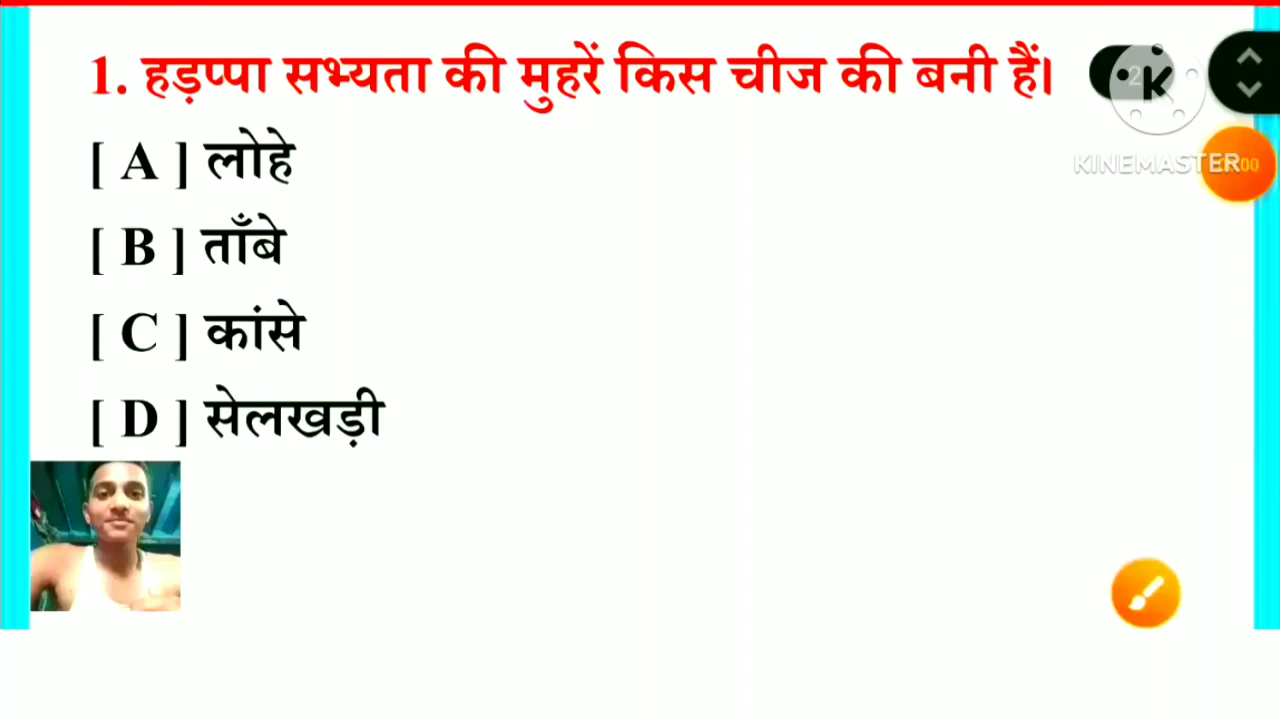 1. हड़प्पा सभ्यता की मुहरें किस चीज की बनी हैं।
[ A ] लोहे
[ B ] ताँबे
[ C ] कांसे
[ D ] सेलखड़ी
K
KINEMASTER